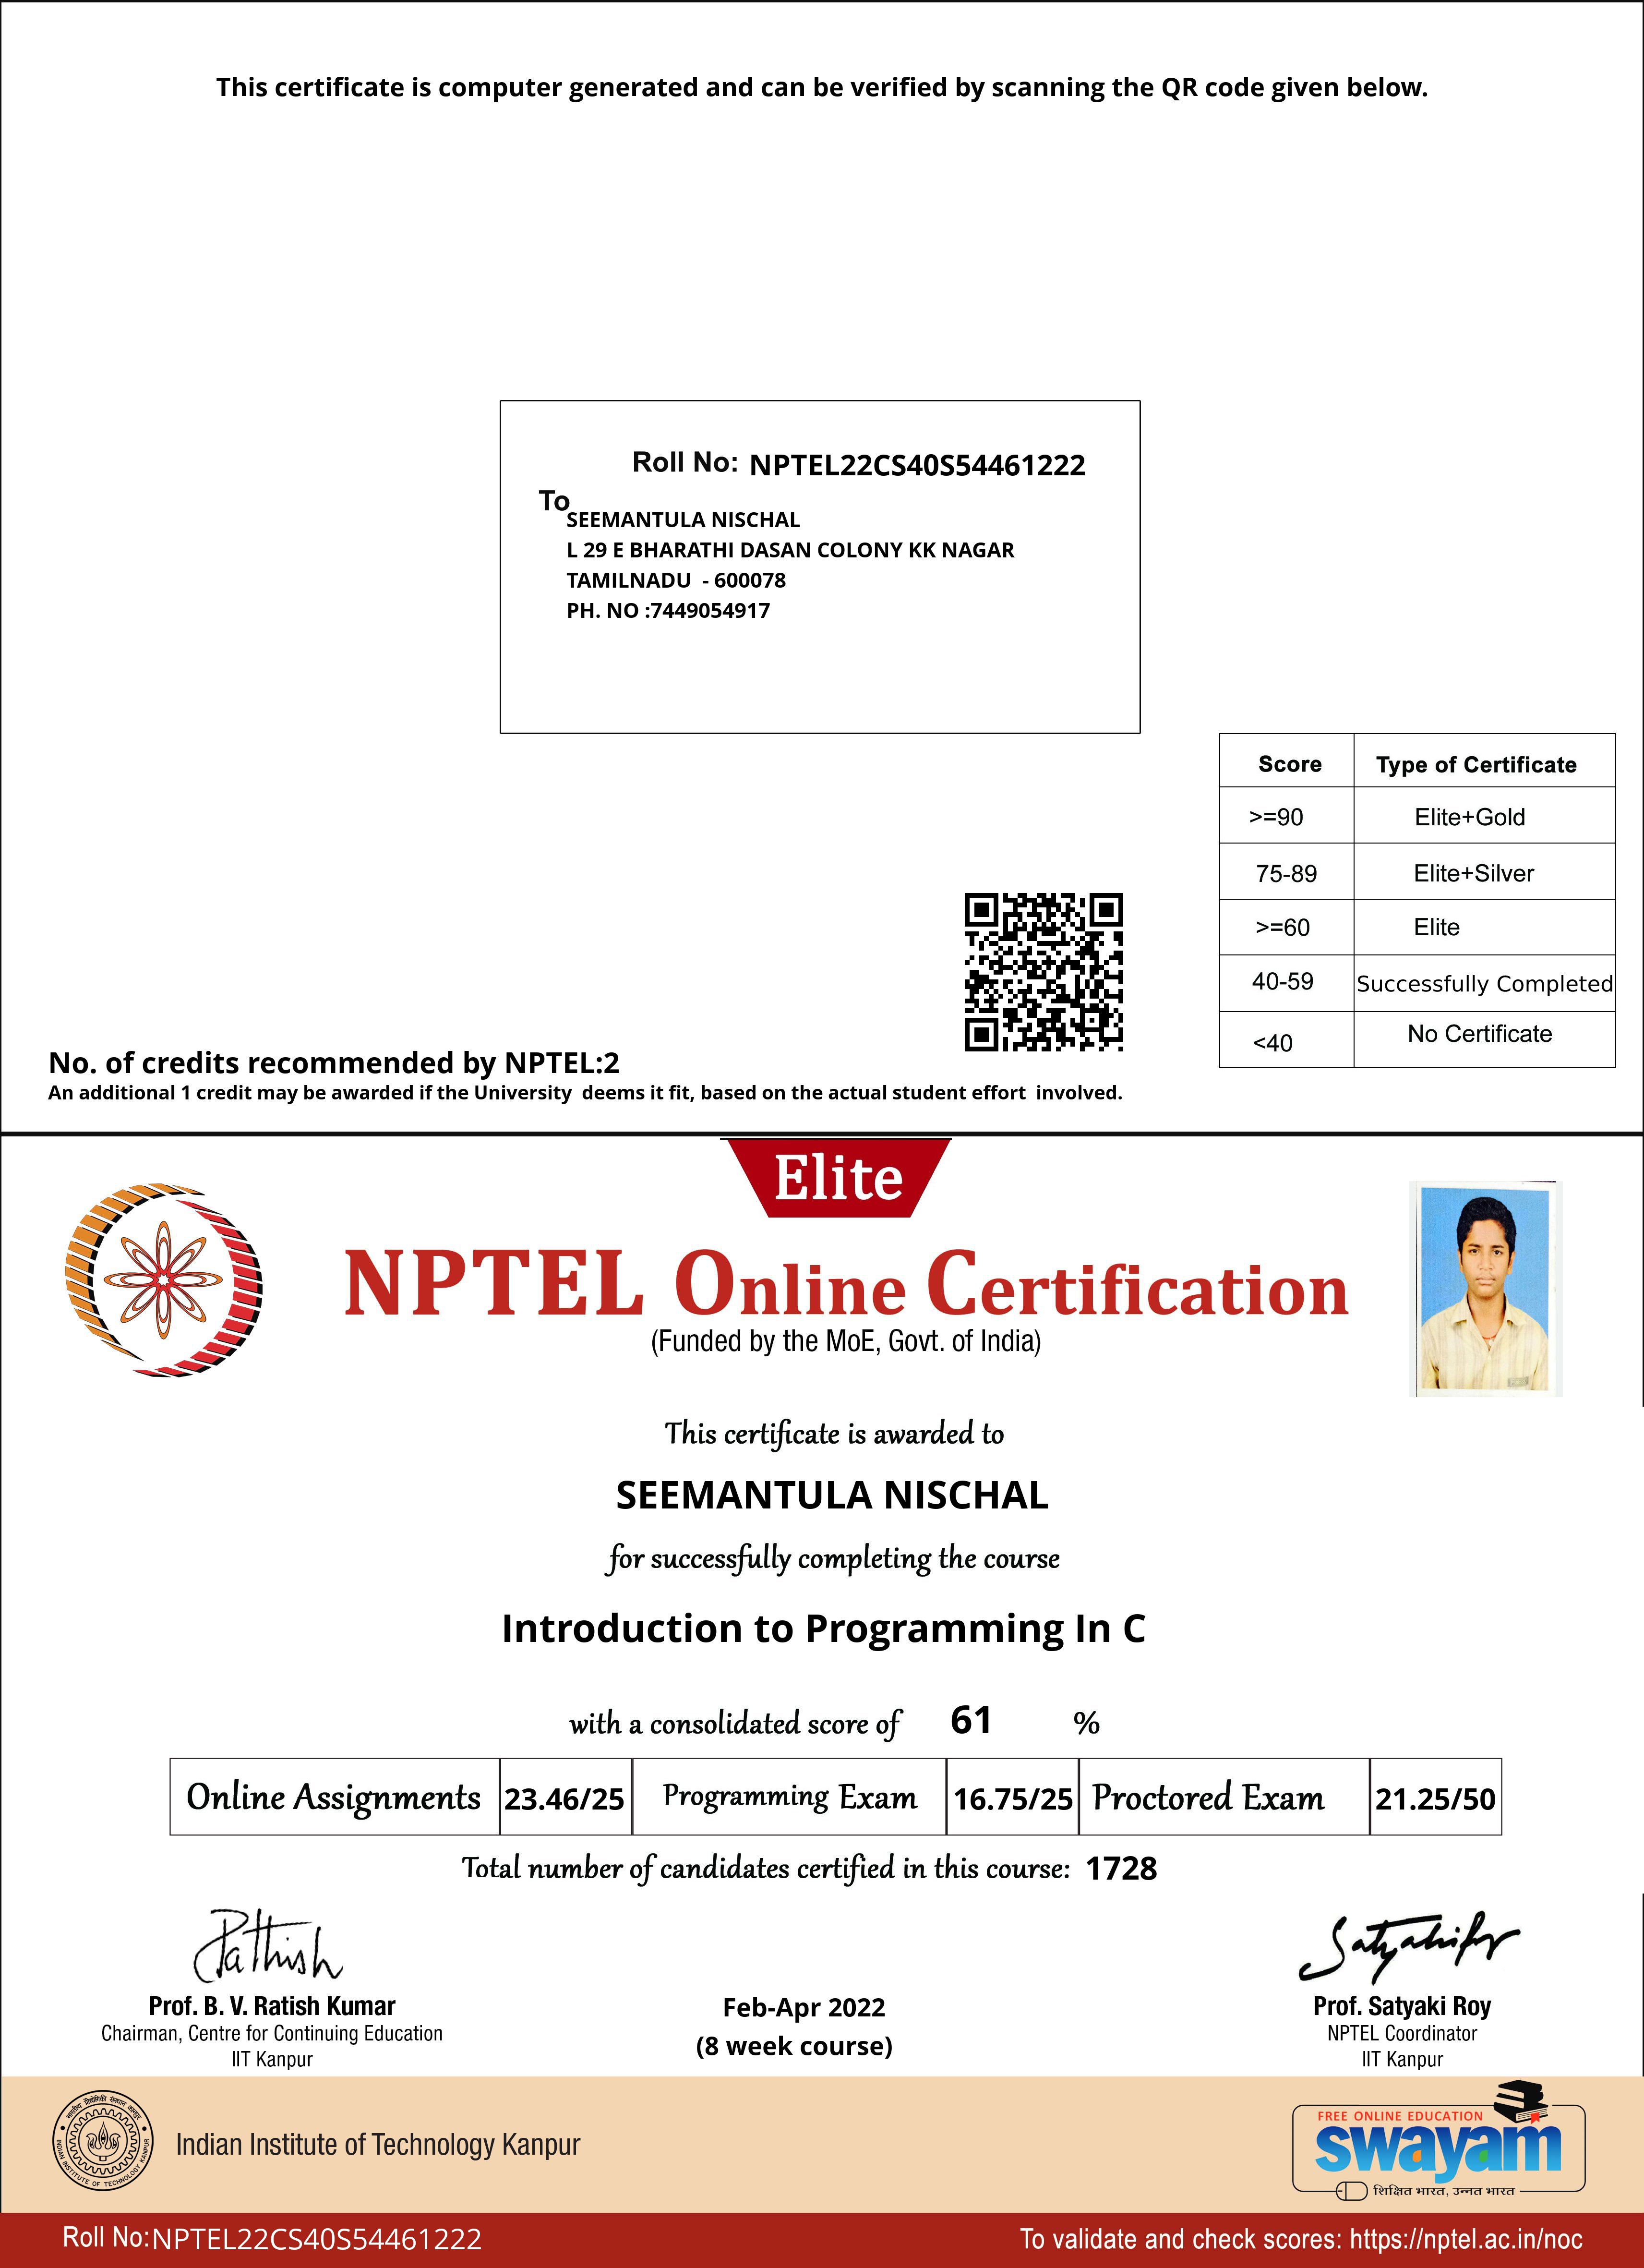 This certificate is computer generated and can be verified by scanning the QR code given below.
Roll No: NPTEL22CS40S54461222
To
SEEMANTULA NISCHAL
L 29 E BHARATHI DASAN COLONY KK NAGAR
TAMILNADU - 600078
PH. NO :7449054917
Score Type of Certificate
>=90 Elite+Gold
75-89 Elite+Silver
>=60 Elite
40-59 Successfully Completed
<40 No Certificate
No. of credits recommended by NPTEL:2
An additional 1 credit may be awarded if the University deems it fit, based on the actual student effort involved.
Elite
NPTEL Online Certification
(Funded by the MoE, Govt. of India)
This certificate is awarded to
SEEMANTULA NISCHAL
for successfully completing the course
Introduction to Programming In C
with a consolidated score of 61 %
Online Assignments 23.46/25 Programming Exam 16.75/25 Proctored Exam 21.25/50
Total number of candidates certified in this course: 1728
Prof. B. V. Ratish Kumar
Chairman, Centre for Continuing Education
IIT Kanpur
Feb-Apr 2022
(8 week course)
Prof. Satyaki Roy
NPTEL Coordinator
IIT Kanpur
INDIAN INSTITUTE OF TECHNOLOGY KANPUR
Indian Institute of Technology Kanpur
FREE ONLINE EDUCATION
swayam
शिक्षित भारत, उन्नत भारत
Roll No:NPTEL22CS40S54461222
To validate and check scores: https://nptel.ac.in/noc